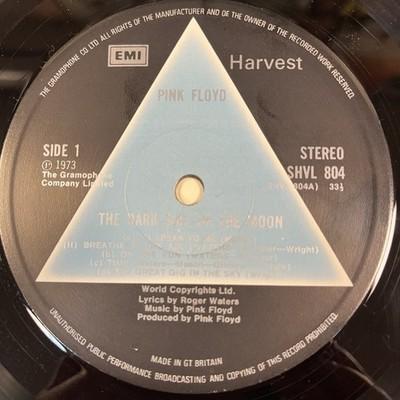 THE GRAMOPHONE CO LTD. ALL RIGHTS OF THE MANUFACTURER AND OF THE OWNER OF THE RECORDED WORK RESERVED.
EMI
Harvest
PINK FLOYD
SIDE 1
STEREO
℗ 1973
SHVL 804
The Gramophone
Company Limited
804A) 33⅓
THE DARK SIDE OF THE MOON
BREATHE
(c) TIME
GREAT GIG IN THE SKY
World Copyrights Ltd.
Lyrics by Roger Waters
Music by Pink Floyd
Produced by Pink Floyd
MADE IN GT BRITAIN
UNAUTHORISED PUBLIC PERFORMANCE BROADCASTING AND COPYING OF THIS RECORD PROHIBITED.